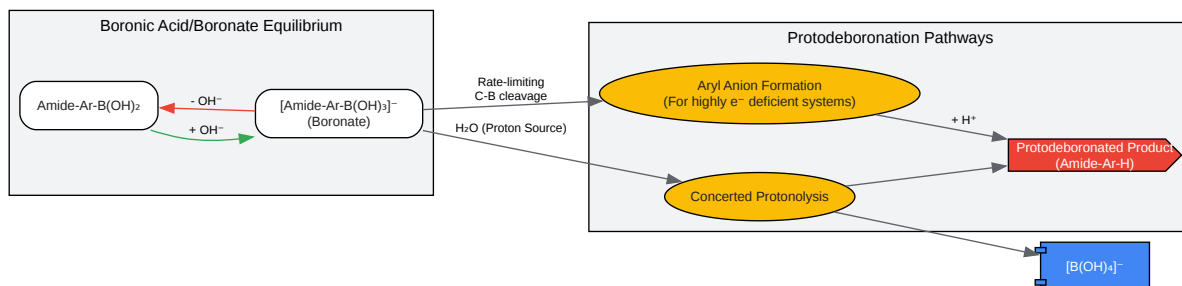 Boronic Acid/Boronate Equilibrium
Amide-Ar-B(OH)₂
- OH⁻
+ OH⁻
[Amide-Ar-B(OH)₃]⁻
(Boronate)
Rate-limiting
C-B cleavage
H₂O (Proton Source)
Protodeboronation Pathways
Aryl Anion Formation
(For highly e⁻ deficient systems)
+ H⁺
Concerted Protonolysis
Protodeboronated Product
(Amide-Ar-H)
[B(OH)₄]⁻